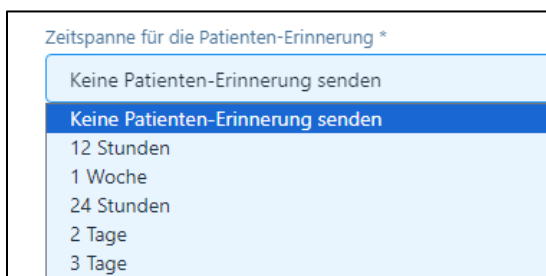 Zeitspanne für die Patienten-Erinnerung *
Keine Patienten-Erinnerung senden
Keine Patienten-Erinnerung senden
12 Stunden
1 Woche
24 Stunden
2 Tage
3 Tage